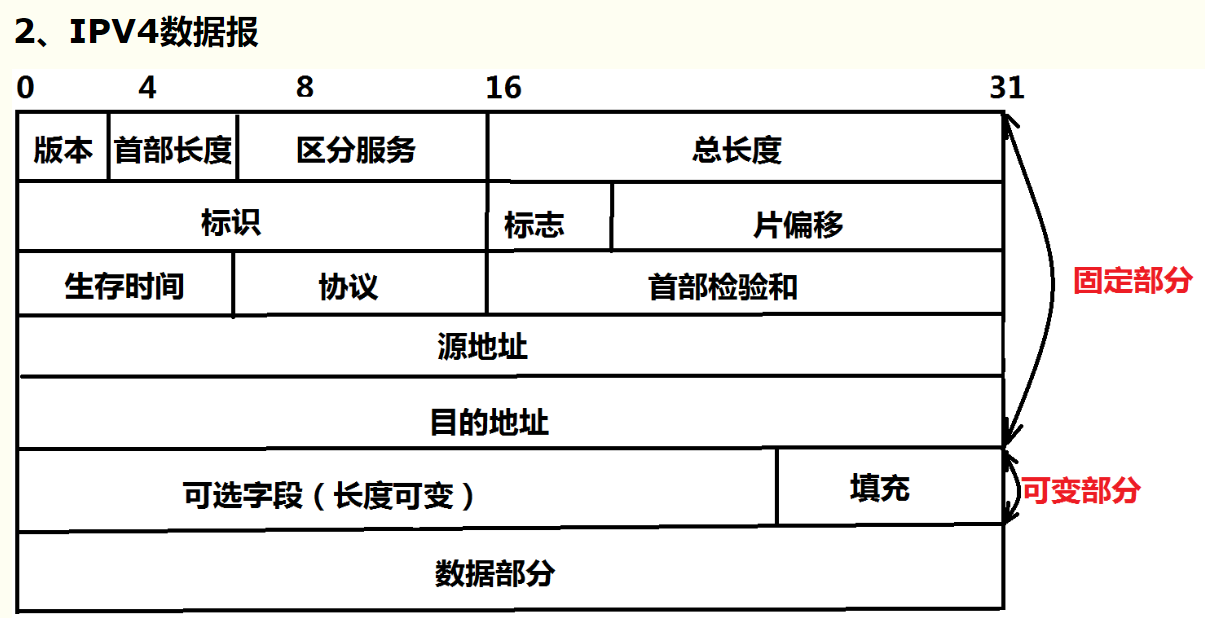 2、IPV4数据报
0 4 8 16 31
版本 首部长度 区分服务 总长度
标识 标志 片偏移
生存时间 协议 首部检验和
固定部分
源地址
目的地址
可选字段（长度可变） 填充 可变部分
数据部分